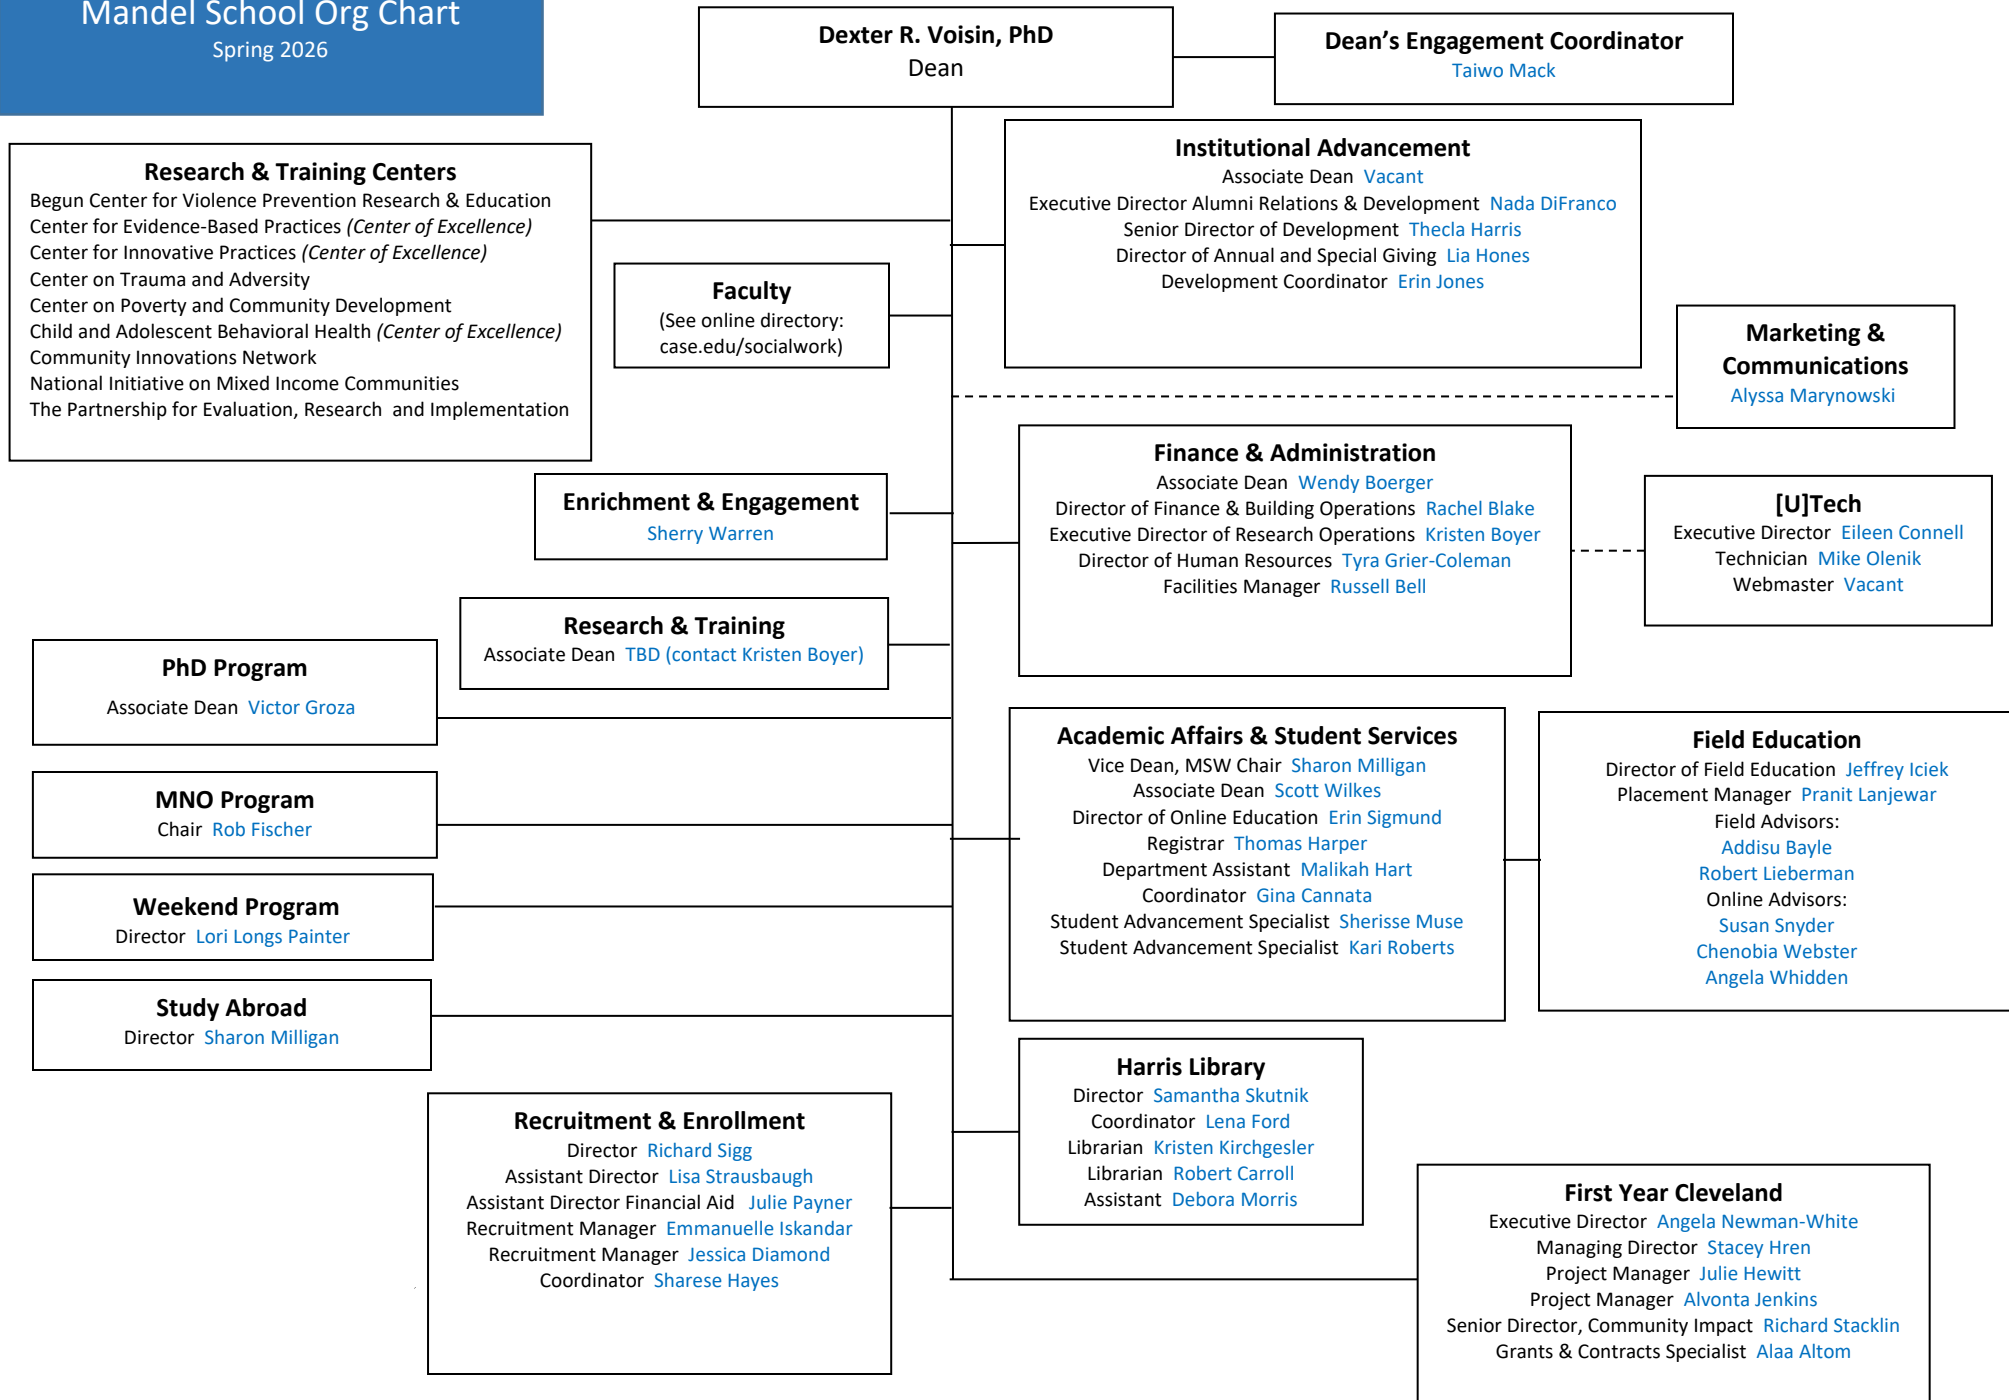 Mandel School Org Chart
Spring 2026
Dexter R. Voisin, PhD
Dean
Dean’s Engagement Coordinator
Taiwo Mack
Research & Training Centers
Begun Center for Violence Prevention Research & Education
Center for Evidence-Based Practices (Center of Excellence)
Center for Innovative Practices (Center of Excellence)
Center on Trauma and Adversity
Center on Poverty and Community Development
Child and Adolescent Behavioral Health (Center of Excellence)
Community Innovations Network
National Initiative on Mixed Income Communities
The Partnership for Evaluation, Research and Implementation
Institutional Advancement
Associate Dean Vacant
Executive Director Alumni Relations & Development Nada DiFranco
Senior Director of Development Thecla Harris
Director of Annual and Special Giving Lia Hones
Development Coordinator Erin Jones
Faculty
(See online directory:
case.edu/socialwork)
Marketing &
Communications
Alyssa Marynowski
Finance & Administration
Associate Dean Wendy Boerger
Director of Finance & Building Operations Rachel Blake
Executive Director of Research Operations Kristen Boyer
Director of Human Resources Tyra Grier-Coleman
Facilities Manager Russell Bell
Enrichment & Engagement
Sherry Warren
[U]Tech
Executive Director Eileen Connell
Technician Mike Olenik
Webmaster Vacant
Research & Training
Associate Dean TBD (contact Kristen Boyer)
PhD Program
Associate Dean Victor Groza
Academic Affairs & Student Services
Vice Dean, MSW Chair Sharon Milligan
Associate Dean Scott Wilkes
Director of Online Education Erin Sigmund
Registrar Thomas Harper
Department Assistant Malikah Hart
Coordinator Gina Cannata
Student Advancement Specialist Sherisse Muse
Student Advancement Specialist Kari Roberts
Field Education
Director of Field Education Jeffrey Iciek
Placement Manager Pranit Lanjewar
Field Advisors:
Addisu Bayle
Robert Lieberman
Online Advisors:
Susan Snyder
Chenobia Webster
Angela Whidden
MNO Program
Chair Rob Fischer
Weekend Program
Director Lori Longs Painter
Study Abroad
Director Sharon Milligan
Harris Library
Director Samantha Skutnik
Coordinator Lena Ford
Librarian Kristen Kirchgesler
Librarian Robert Carroll
Assistant Debora Morris
Recruitment & Enrollment
Director Richard Sigg
Assistant Director Lisa Strausbaugh
Assistant Director Financial Aid Julie Payner
Recruitment Manager Emmanuelle Iskandar
Recruitment Manager Jessica Diamond
Coordinator Sharese Hayes
First Year Cleveland
Executive Director Angela Newman-White
Managing Director Stacey Hren
Project Manager Julie Hewitt
Project Manager Alvonta Jenkins
Senior Director, Community Impact Richard Stacklin
Grants & Contracts Specialist Alaa Altom